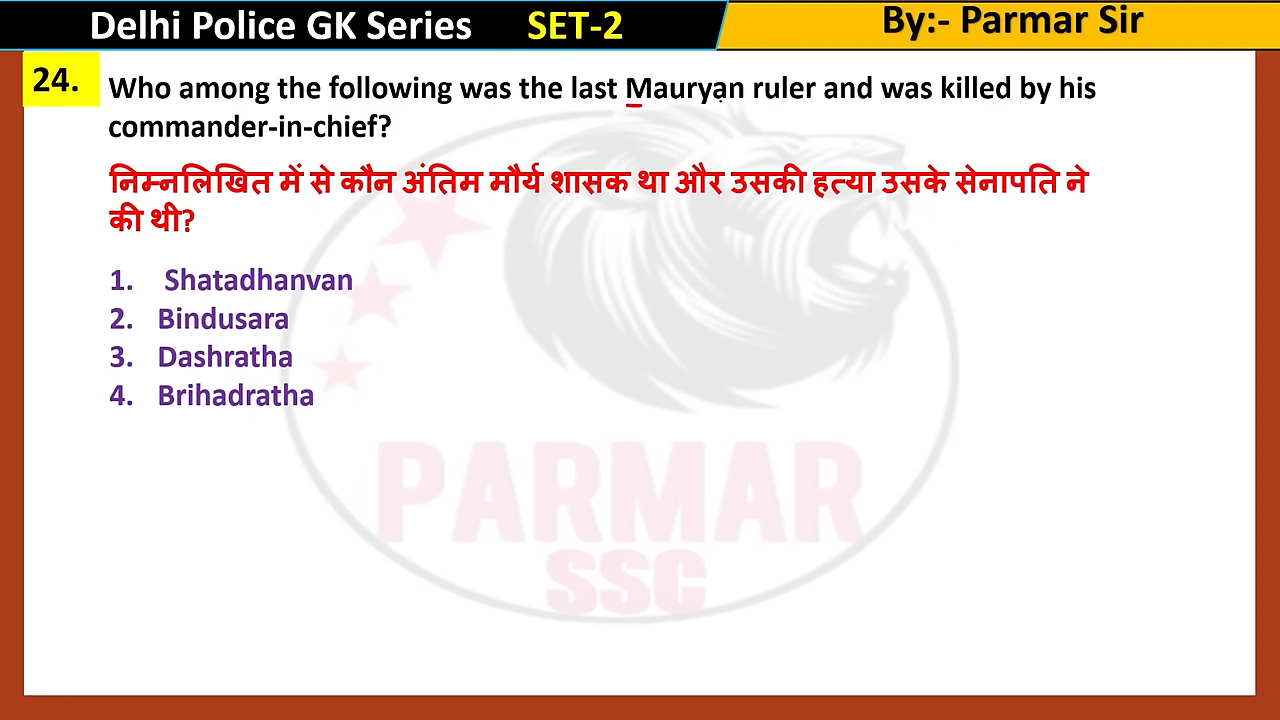 Delhi Police GK Series SET-2 By:- Parmar Sir
24. Who among the following was the last Mauryan ruler and was killed by his
commander-in-chief?
निम्नलिखित में से कौन अंतिम मौर्य शासक था और उसकी हत्या उसके सेनापति ने
की थी?
1. Shatadhanvan
2. Bindusara
3. Dashratha
4. Brihadratha
PARMAR
SSC